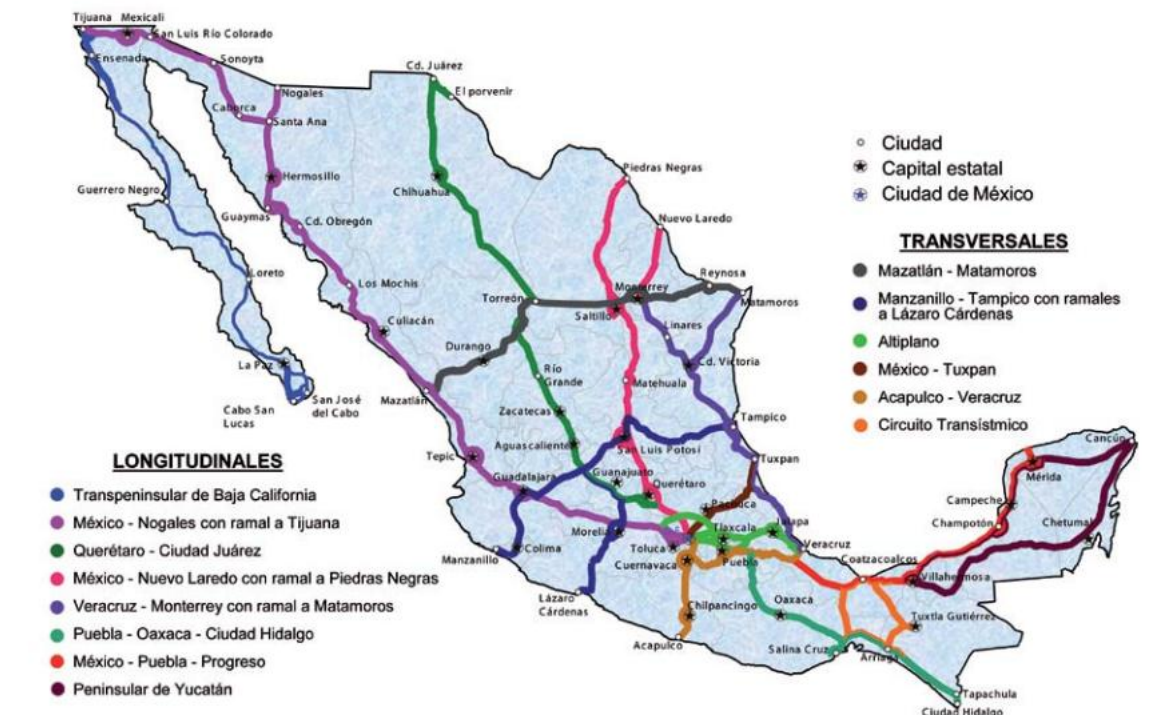 Tijuana
Mexicali
San Luis Río Colorado
Ensenada
Sonoyta
Cd. Juárez
El porvenir
Nogales
Caborca
Santa Ana
Hermosillo
Chihuahua
Piedras Negras
Guerrero Negro
Guaymas
Cd. Obregón
Nuevo Laredo
Loreto
Los Mochis
Reynosa
Torreón
Monterrey
Matamoros
Saltillo
Culiacán
Linares
Durango
Cd. Victoria
La Paz
Río
Grande
Matehuala
Mazatlán
San José
del Cabo
Cabo San
Lucas
Zacatecas
Tampico
Aguascalientes
San Luis Potosí
Tepic
Tuxpan
Guadalajara
Guanajuato
Querétaro
Pachuca
Morelia
Tlaxcala
Jalapa
Manzanillo
Colima
Toluca
Cuernavaca
Puebla
Veracruz
Lázaro
Cárdenas
Chilpancingo
Acapulco
Oaxaca
Salina Cruz
Coatzacoalcos
Villahermosa
Tuxtla Gutiérrez
Arriaga
Tapachula
Ciudad Hidalgo
Cancún
Mérida
Campeche
Champotón
Chetumal
Ciudad
Capital estatal
Ciudad de México
TRANSVERSALES
Mazatlán - Matamoros
Manzanillo - Tampico con ramales
a Lázaro Cárdenas
Altiplano
México - Tuxpan
Acapulco - Veracruz
Circuito Transístmico
LONGITUDINALES
Transpeninsular de Baja California
México - Nogales con ramal a Tijuana
Querétaro - Ciudad Juárez
México - Nuevo Laredo con ramal a Piedras Negras
Veracruz - Monterrey con ramal a Matamoros
Puebla - Oaxaca - Ciudad Hidalgo
México - Puebla - Progreso
Peninsular de Yucatán